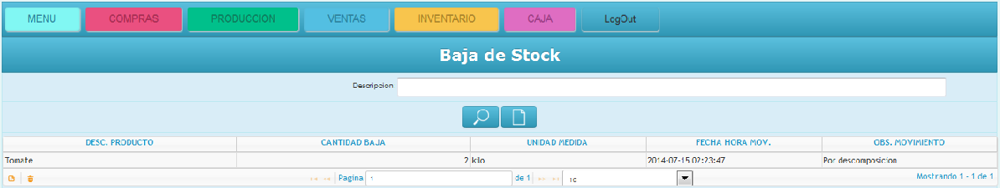 MENU COMPRAS PRODUCCION VENTAS INVENTARIO CAJA LogOut
Baja de Stock
Descripcion
DESC. PRODUCTO CANTIDAD BAJA UNIDAD MEDIDA FECHA HORA MOV. OBS. MOVIMIENTO
Tomate 2 kilo 2014-07-15 02:23:47 Por descomposicion
Pagina 1 de 1 10 Mostrando 1 - 1 de 1